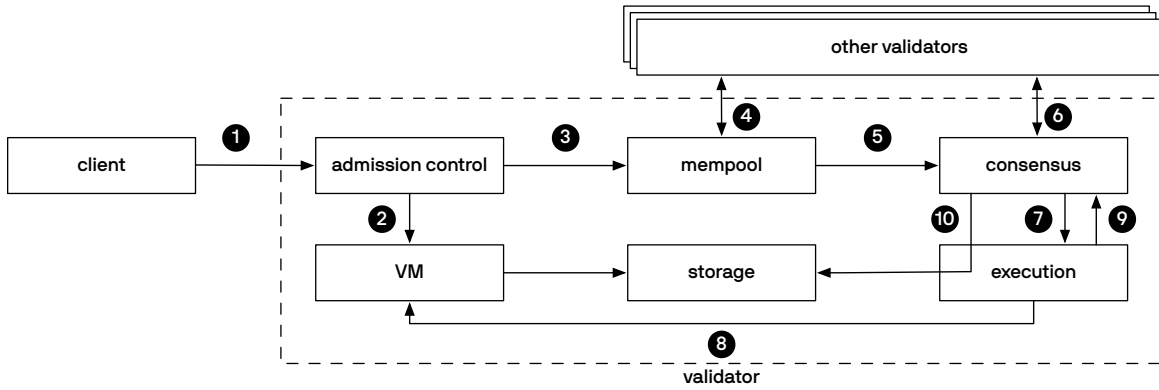 other validators
1
3
4
5
6
client
admission control
mempool
consensus
2
10
7
9
VM
storage
execution
8
validator